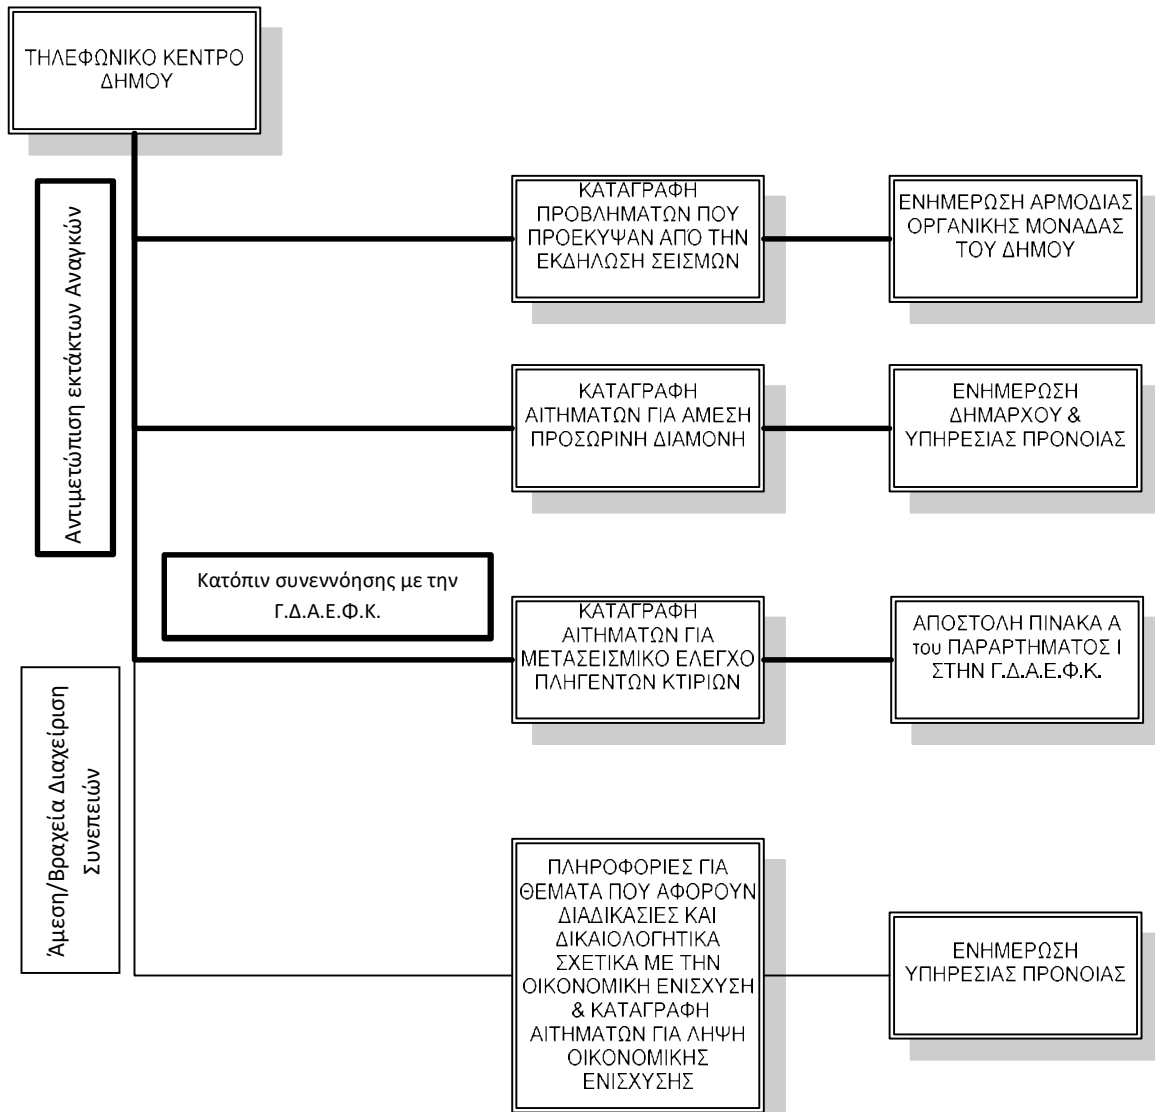 ΤΗΛΕΦΩΝΙΚΟ ΚΕΝΤΡΟ
ΔΗΜΟΥ
Αντιμετώπιση εκτάκτων Αναγκών
ΚΑΤΑΓΡΑΦΗ
ΠΡΟΒΛΗΜΑΤΩΝ ΠΟΥ
ΠΡΟΕΚΥΨΑΝ ΑΠΌ ΤΗΝ
ΕΚΔΗΛΩΣΗ ΣΕΙΣΜΩΝ
ΕΝΗΜΕΡΩΣΗ ΑΡΜΟΔΙΑΣ
ΟΡΓΑΝΙΚΗΣ ΜΟΝΑΔΑΣ
ΤΟΥ ΔΗΜΟΥ
ΚΑΤΑΓΡΑΦΗ
ΑΙΤΗΜΑΤΩΝ ΓΙΑ ΑΜΕΣΗ
ΠΡΟΣΩΡΙΝΗ ΔΙΑΜΟΝΗ
ΕΝΗΜΕΡΩΣΗ
ΔΗΜΑΡΧΟΥ &
ΥΠΗΡΕΣΙΑΣ ΠΡΟΝΟΙΑΣ
Κατόπιν συνεννόησης με την
Γ.Δ.Α.Ε.Φ.Κ.
ΚΑΤΑΓΡΑΦΗ
ΑΙΤΗΜΑΤΩΝ ΓΙΑ
ΜΕΤΑΣΕΙΣΜΙΚΟ ΕΛΕΓΧΟ
ΠΛΗΓΕΝΤΩΝ ΚΤΙΡΙΩΝ
ΑΠΟΣΤΟΛΗ ΠΙΝΑΚΑ Α
του ΠΑΡΑΡΤΗΜΑΤΟΣ Ι
ΣΤΗΝ Γ.Δ.Α.Ε.Φ.Κ.
Άμεση/Βραχεία Διαχείριση
Συνεπειών
ΠΛΗΡΟΦΟΡΙΕΣ ΓΙΑ
ΘΕΜΑΤΑ ΠΟΥ ΑΦΟΡΟΥΝ
ΔΙΑΔΙΚΑΣΙΕΣ ΚΑΙ
ΔΙΚΑΙΟΛΟΓΗΤΙΚΑ
ΣΧΕΤΙΚΑ ΜΕ ΤΗΝ
ΟΙΚΟΝΟΜΙΚΗ ΕΝΙΣΧΥΣΗ
& ΚΑΤΑΓΡΑΦΗ
ΑΙΤΗΜΑΤΩΝ ΓΙΑ ΛΗΨΗ
ΟΙΚΟΝΟΜΙΚΗΣ
ΕΝΙΣΧΥΣΗΣ
ΕΝΗΜΕΡΩΣΗ
ΥΠΗΡΕΣΙΑΣ ΠΡΟΝΟΙΑΣ